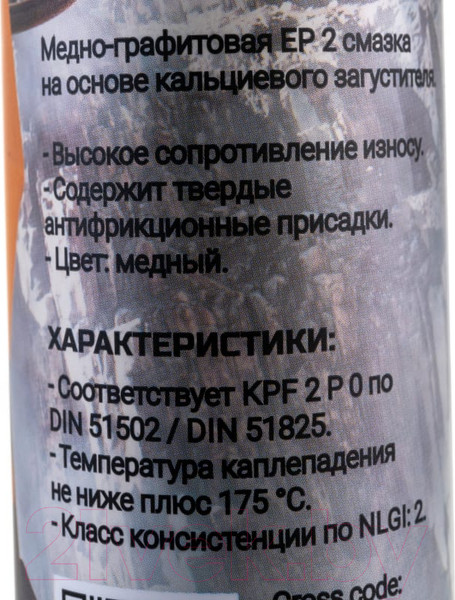 Медно-графитовая EP 2 смазка
на основе кальциевого загустителя.
- Высокое сопротивление износу.
- Содержит твердые
антифрикционные присадки.
- Цвет: медный.
ХАРАКТЕРИСТИКИ:
- Соответствует KPF 2 P 0 по
DIN 51502 / DIN 51825.
- Температура каплепадения
не ниже плюс 175 °C.
- Класс консистенции по NLGI: 2.
Cross code: